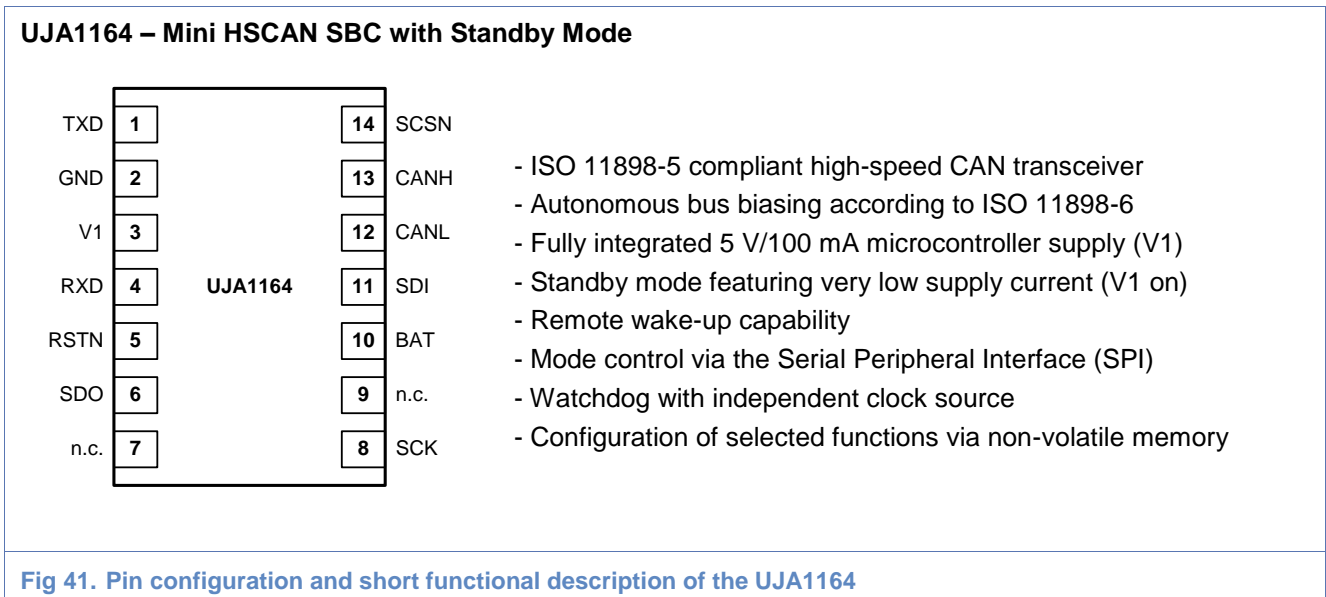 UJA1164 – Mini HSCAN SBC with Standby Mode
TXD 1 14 SCSN
GND 2 13 CANH
V1 3 12 CANL
RXD 4 UJA1164 11 SDI
RSTN 5 10 BAT
SDO 6 9 n.c.
n.c. 7 8 SCK
- ISO 11898-5 compliant high-speed CAN transceiver
- Autonomous bus biasing according to ISO 11898-6
- Fully integrated 5 V/100 mA microcontroller supply (V1)
- Standby mode featuring very low supply current (V1 on)
- Remote wake-up capability
- Mode control via the Serial Peripheral Interface (SPI)
- Watchdog with independent clock source
- Configuration of selected functions via non-volatile memory
Fig 41. Pin configuration and short functional description of the UJA1164